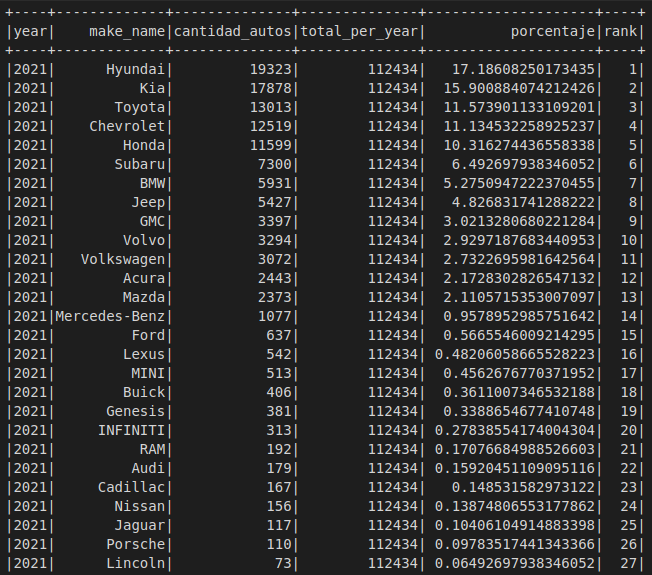 +----+-------------+--------------+--------------+--------------------+----+
|year|    make_name|cantidad_autos|total_per_year|          porcentaje|rank|
+----+-------------+--------------+--------------+--------------------+----+
|2021|      Hyundai|         19323|        112434|   17.18608250173435|   1|
|2021|          Kia|         17878|        112434|  15.900884074212426|   2|
|2021|       Toyota|         13013|        112434|  11.573901133109201|   3|
|2021|    Chevrolet|         12519|        112434|  11.134532258925237|   4|
|2021|        Honda|         11599|        112434|  10.316274436558338|   5|
|2021|       Subaru|          7300|        112434|   6.492697938346052|   6|
|2021|          BMW|          5931|        112434|  5.2750947222370455|   7|
|2021|         Jeep|          5427|        112434|   4.826831741288222|   8|
|2021|          GMC|          3397|        112434|  3.0213280680221284|   9|
|2021|        Volvo|          3294|        112434|  2.9297187683440953|  10|
|2021|   Volkswagen|          3072|        112434|  2.7322695981642564|  11|
|2021|        Acura|          2443|        112434|  2.1728302826547132|  12|
|2021|        Mazda|          2373|        112434|  2.1105715353007097|  13|
|2021|Mercedes-Benz|          1077|        112434|  0.9578952985751642|  14|
|2021|         Ford|           637|        112434|  0.5665546009214295|  15|
|2021|        Lexus|           542|        112434| 0.48206058665528223|  16|
|2021|         MINI|           513|        112434|  0.4562676770371952|  17|
|2021|        Buick|           406|        112434|  0.3611007346532188|  18|
|2021|      Genesis|           381|        112434|  0.3388654677410748|  19|
|2021|     INFINITI|           313|        112434| 0.27838554174004304|  20|
|2021|          RAM|           192|        112434| 0.17076684988526603|  21|
|2021|         Audi|           179|        112434| 0.15920451109095116|  22|
|2021|     Cadillac|           167|        112434|   0.148531582973122|  23|
|2021|       Nissan|           156|        112434| 0.13874806553177862|  24|
|2021|       Jaguar|           117|        112434| 0.10406104914883398|  25|
|2021|      Porsche|           110|        112434| 0.09783517441343366|  26|
|2021|      Lincoln|            73|        112434| 0.06492697938346052|  27|